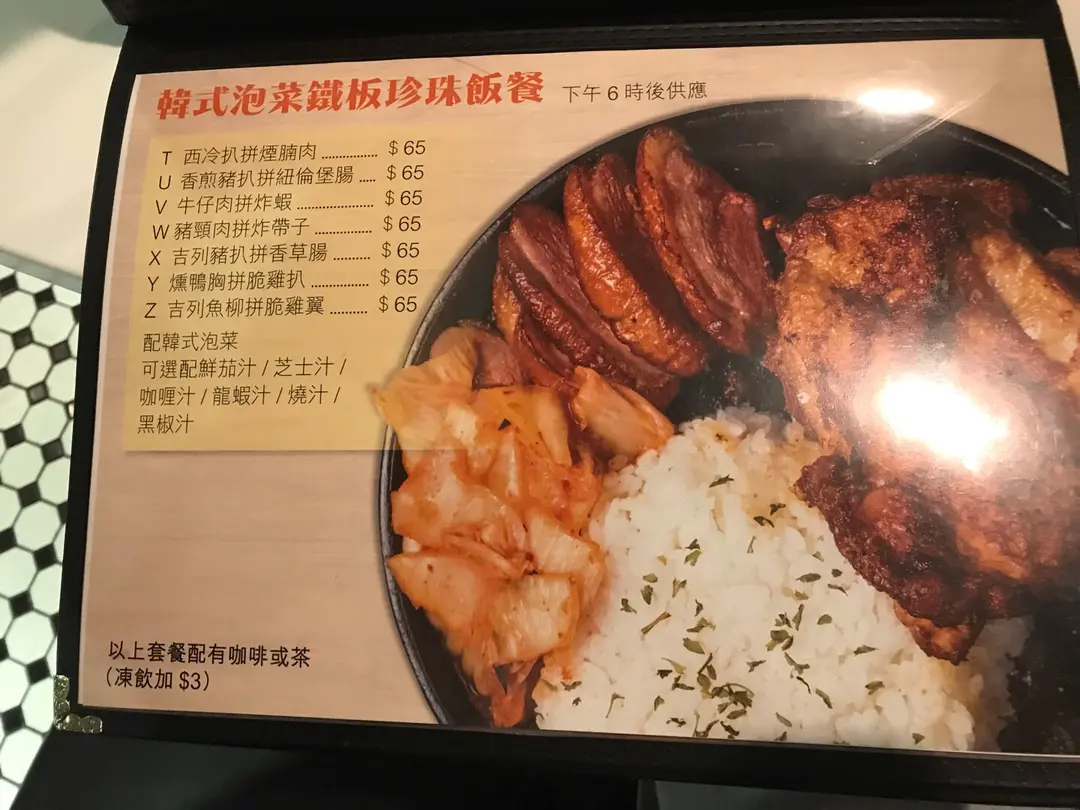 韓式泡菜鐵板珍珠飯餐 下午6時後供應
T 西冷扒拼煙腩肉 ................ $65
U 香煎豬扒拼紐倫堡腸 ..... $65
V 牛仔肉拼炸蝦 ...................... $65
W 豬頸肉拼炸帶子 ................ $65
X 吉列豬扒拼香草腸 .......... $65
Y 燻鴨胸拼脆雞扒 ................ $65
Z 吉列魚柳拼脆雞翼 .......... $65
配韓式泡菜
可選配鮮茄汁 / 芝士汁 /
咖喱汁 / 龍蝦汁 / 燒汁 /
黑椒汁
以上套餐配有咖啡或茶
(凍飲加 $3)